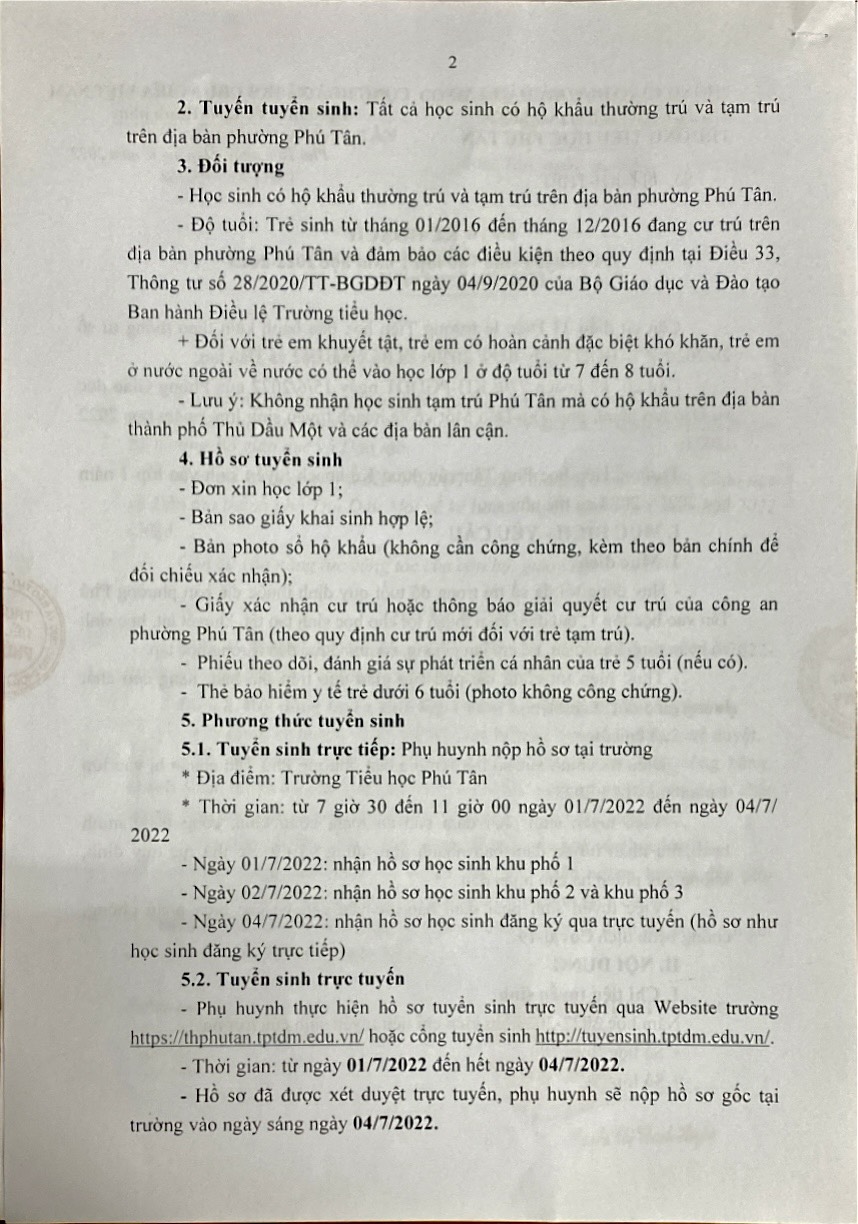 2
2. Tuyến tuyển sinh: Tất cả học sinh có hộ khẩu thường trú và tạm trú
trên địa bàn phường Phú Tân.
3. Đối tượng
- Học sinh có hộ khẩu thường trú và tạm trú trên địa bàn phường Phú Tân.
- Độ tuổi: Trẻ sinh từ tháng 01/2016 đến tháng 12/2016 đang cư trú trên
địa bàn phường Phú Tân và đảm bảo các điều kiện theo quy định tại Điều 33,
Thông tư số 28/2020/TT-BGDĐT ngày 04/9/2020 của Bộ Giáo dục và Đào tạo
Ban hành Điều lệ Trường tiểu học.
+ Đối với trẻ em khuyết tật, trẻ em có hoàn cảnh đặc biệt khó khăn, trẻ em
ở nước ngoài về nước có thể vào học lớp 1 ở độ tuổi từ 7 đến 8 tuổi.
- Lưu ý: Không nhận học sinh tạm trú Phú Tân mà có hộ khẩu trên địa bàn
thành phố Thủ Dầu Một và các địa bàn lân cận.
4. Hồ sơ tuyển sinh
- Đơn xin học lớp 1;
- Bản sao giấy khai sinh hợp lệ;
- Bản photo sổ hộ khẩu (không cần công chứng, kèm theo bản chính để
đối chiếu xác nhận);
- Giấy xác nhận cư trú hoặc thông báo giải quyết cư trú của công an
phường Phú Tân (theo quy định cư trú mới đối với trẻ tạm trú).
- Phiếu theo dõi, đánh giá sự phát triển cá nhân của trẻ 5 tuổi (nếu có).
- Thẻ bảo hiểm y tế trẻ dưới 6 tuổi (photo không công chứng).
5. Phương thức tuyển sinh
5.1. Tuyển sinh trực tiếp: Phụ huynh nộp hồ sơ tại trường
* Địa điểm: Trường Tiểu học Phú Tân
* Thời gian: từ 7 giờ 30 đến 11 giờ 00 ngày 01/7/2022 đến ngày 04/7/
2022
- Ngày 01/7/2022: nhận hồ sơ học sinh khu phố 1
- Ngày 02/7/2022: nhận hồ sơ học sinh khu phố 2 và khu phố 3
- Ngày 04/7/2022: nhận hồ sơ học sinh đăng ký qua trực tuyến (hồ sơ như
học sinh đăng ký trực tiếp)
5.2. Tuyển sinh trực tuyến
- Phụ huynh thực hiện hồ sơ tuyển sinh trực tuyến qua Website trường
https://thphutan.tptdm.edu.vn/ hoặc cổng tuyển sinh http://tuyensinh.tptdm.edu.vn/.
- Thời gian: từ ngày 01/7/2022 đến hết ngày 04/7/2022.
- Hồ sơ đã được xét duyệt trực tuyến, phụ huynh sẽ nộp hồ sơ gốc tại
trường vào ngày sáng ngày 04/7/2022.